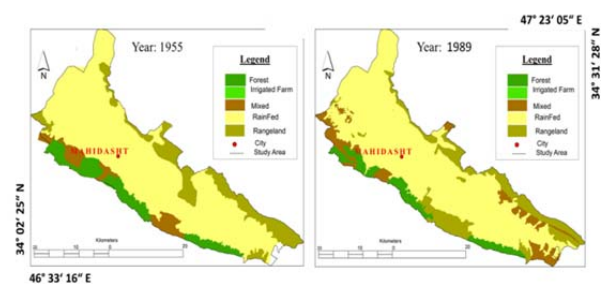 47° 23' 05" E
34° 31' 28" N
Year: 1955
N
Legend
Forest
Irrigated Farm
Mixed
RainFed
Rangeland
City
Study Area
MAHIDASHT
Kilometers
Year: 1989
N
Legend
Forest
Irrigated Farm
Mixed
RainFed
Rangeland
City
Study Area
MAHIDASHT
Kilometers
34° 02' 25" N
46° 33' 16" E